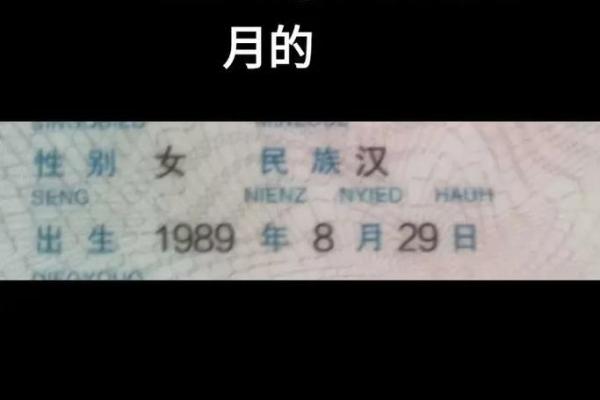 月的
性别 女 民族 汉
SENG NIENZ NYIED HAUH
出生 1989 年 8 月 29 日